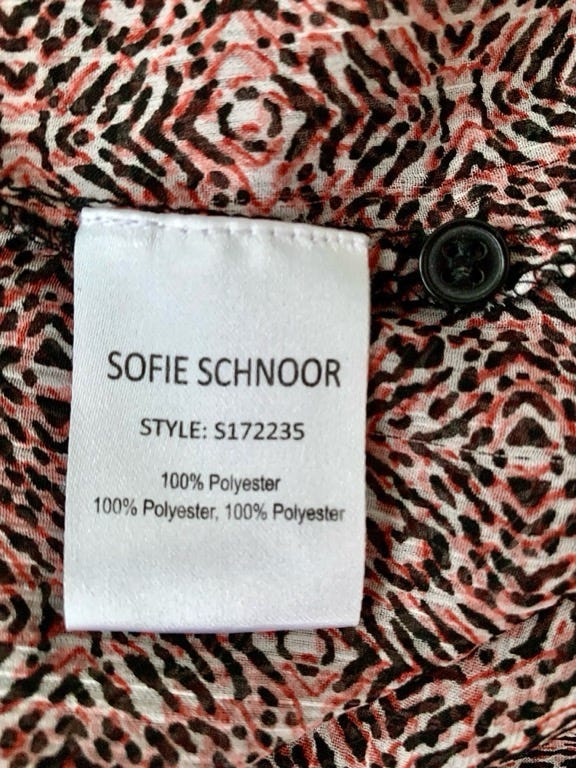 SOFIE SCHNOOR
STYLE: S172235
100% Polyester
100% Polyester, 100% Polyester